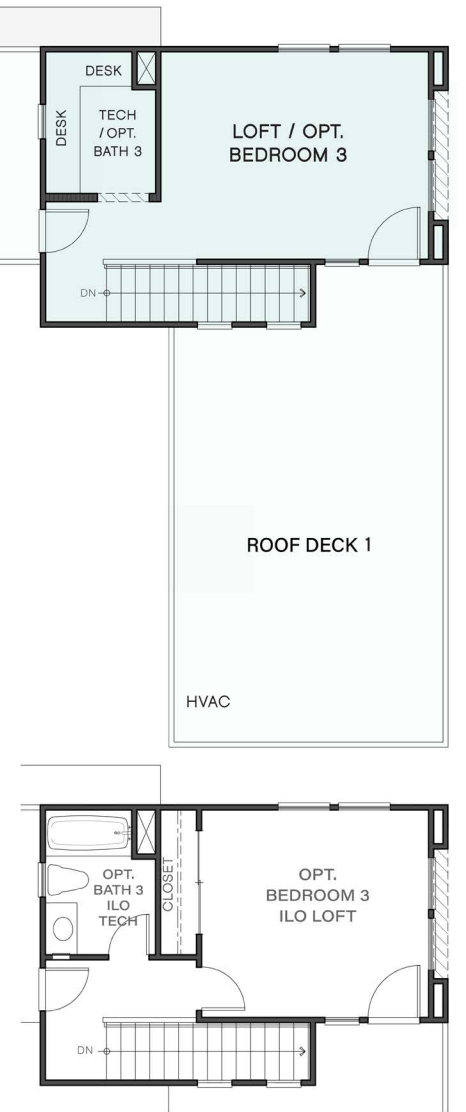 DESK
DESK
TECH
/ OPT.
BATH 3
LOFT / OPT.
BEDROOM 3
DN
ROOF DECK 1
HVAC
OPT.
BATH 3
ILO
TECH
CLOSET
OPT.
BEDROOM 3
ILO LOFT
DN